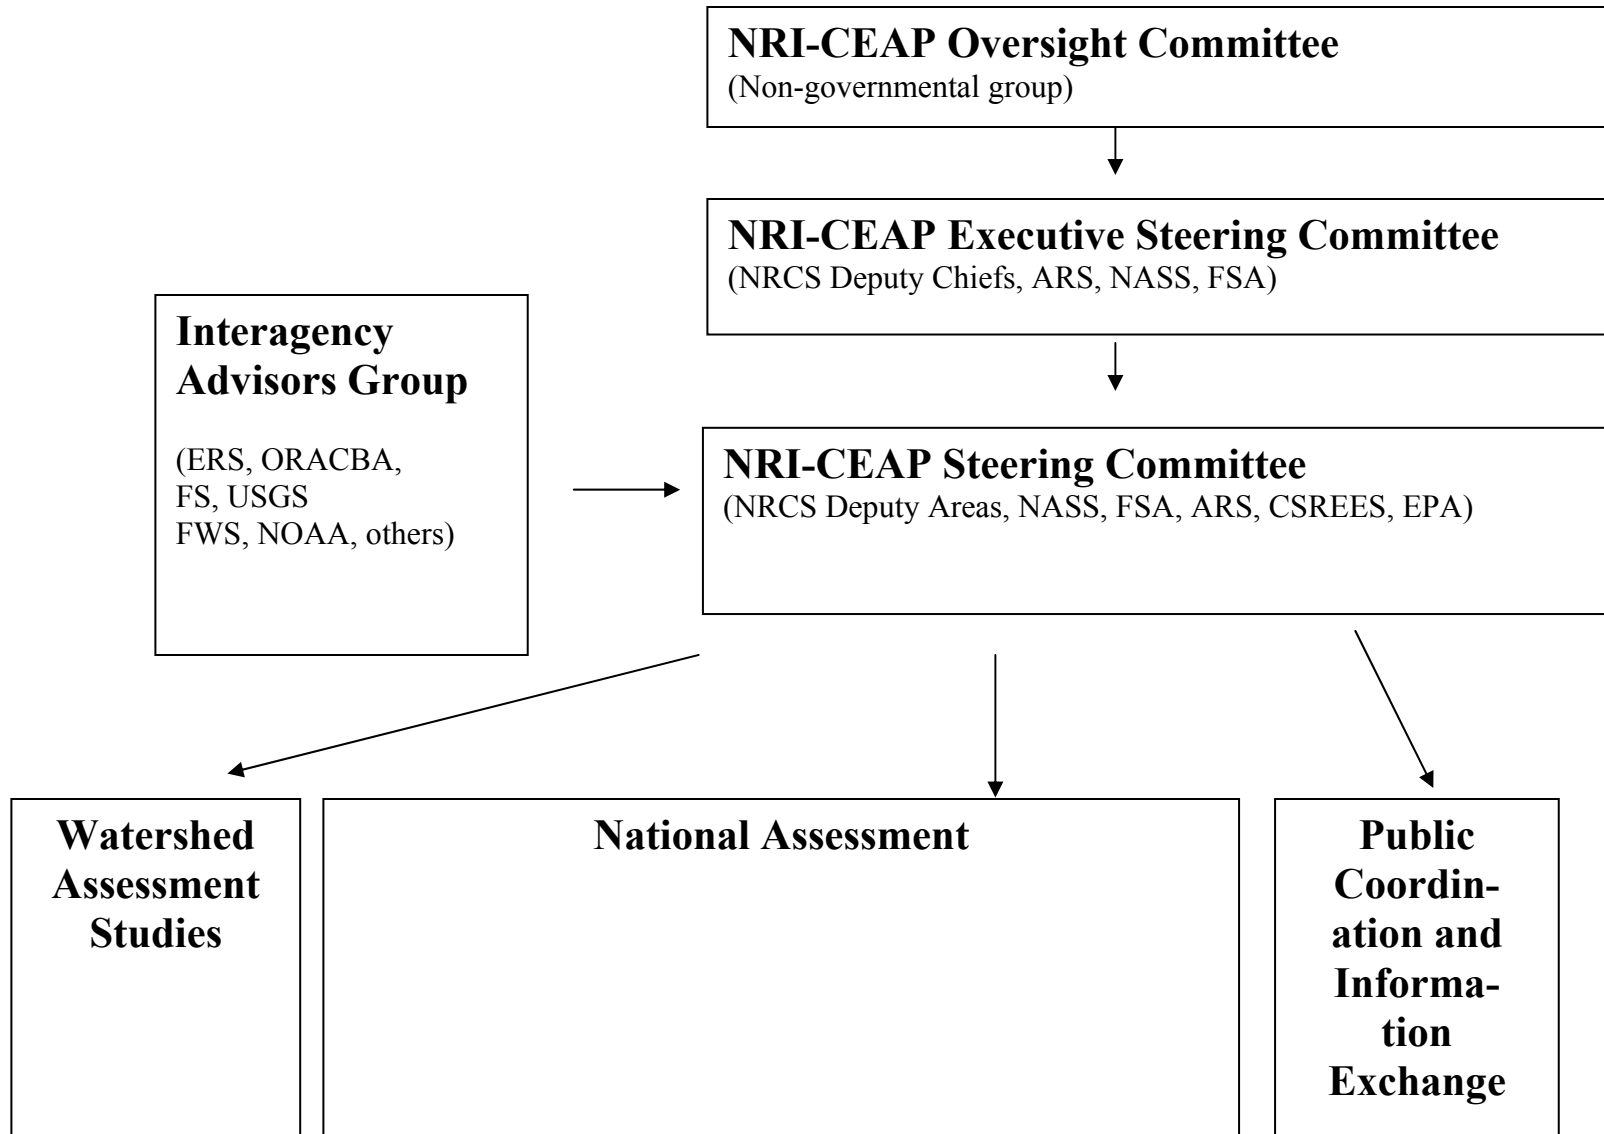 NRI-CEAP Oversight Committee
(Non-governmental group)
NRI-CEAP Executive Steering Committee
(NRCS Deputy Chiefs, ARS, NASS, FSA)
Interagency
Advisors Group
(ERS, ORACBA,
FS, USGS
FWS, NOAA, others)
NRI-CEAP Steering Committee
(NRCS Deputy Areas, NASS, FSA, ARS, CSREES, EPA)
Watershed
Assessment
Studies
National Assessment
Public
Coordin-
ation and
Informa-
tion
Exchange